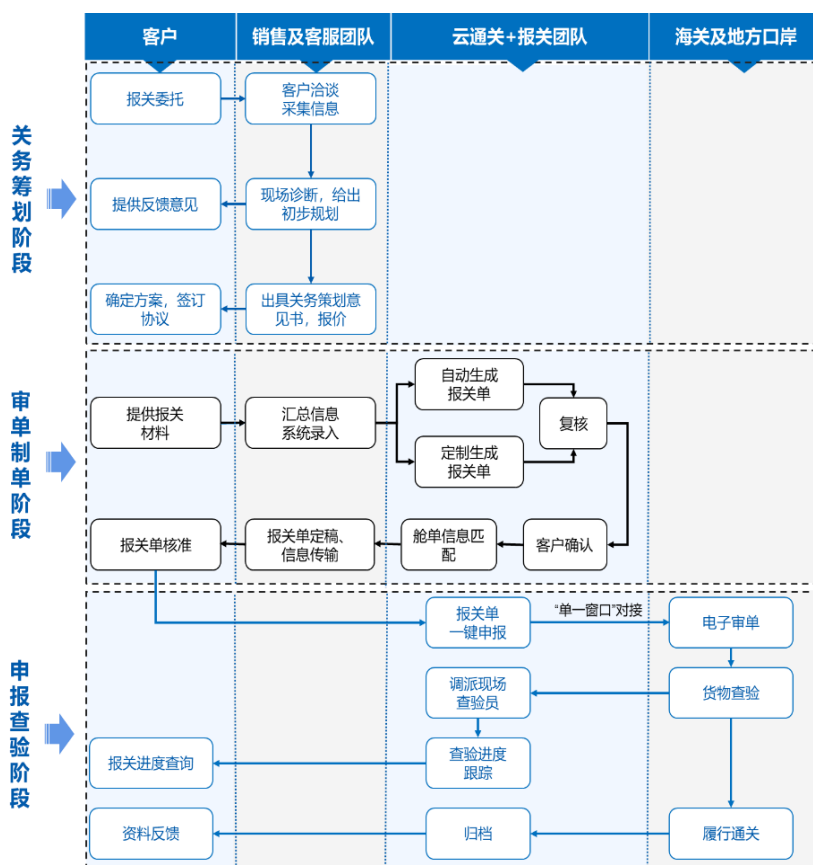 客户
销售及客服团队
云通关+报关团队
海关及地方口岸
关务筹划阶段
报关委托
客户洽谈
采集信息
提供反馈意见
现场诊断，给出
初步规划
确定方案，签订
协议
出具关务策划意
见书，报价
审单制单阶段
提供报关
材料
汇总信息
系统录入
自动生成
报关单
定制生成
报关单
复核
报关单核准
报关单定稿、
信息传输
舱单信息匹
配
客户确认
申报查验阶段
报关单
一键申报
“单一窗口”对接
电子审单
调派现场
查验员
货物查验
报关进度查询
查验进度
跟踪
资料反馈
归档
履行通关